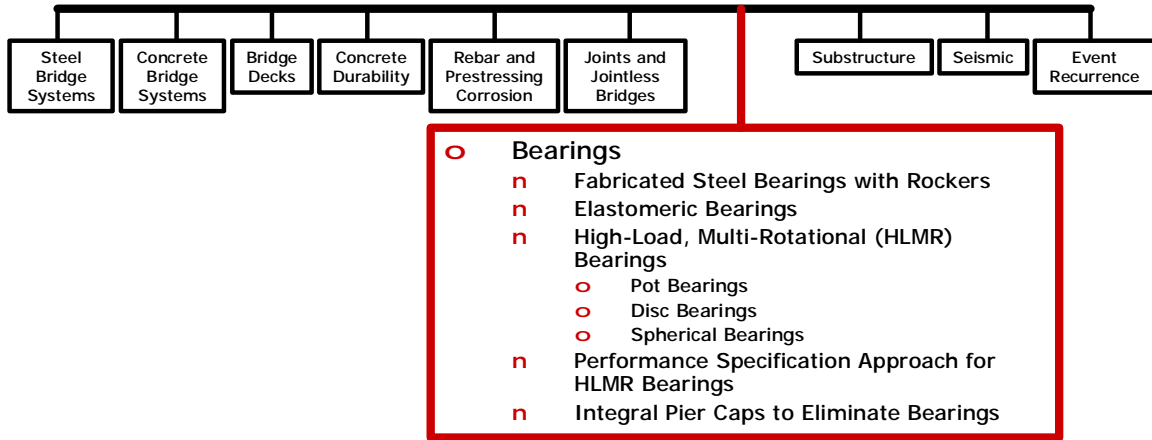 Steel
Bridge
Systems
Concrete
Bridge
Systems
Bridge
Decks
Concrete
Durability
Rebar and
Prestressing
Corrosion
Joints and
Jointless
Bridges
Substructure
Seismic
Event
Recurrence
o Bearings
n Fabricated Steel Bearings with Rockers
n Elastomeric Bearings
n High-Load, Multi-Rotational (HLMR)
Bearings
o Pot Bearings
o Disc Bearings
o Spherical Bearings
n Performance Specification Approach for
HLMR Bearings
n Integral Pier Caps to Eliminate Bearings